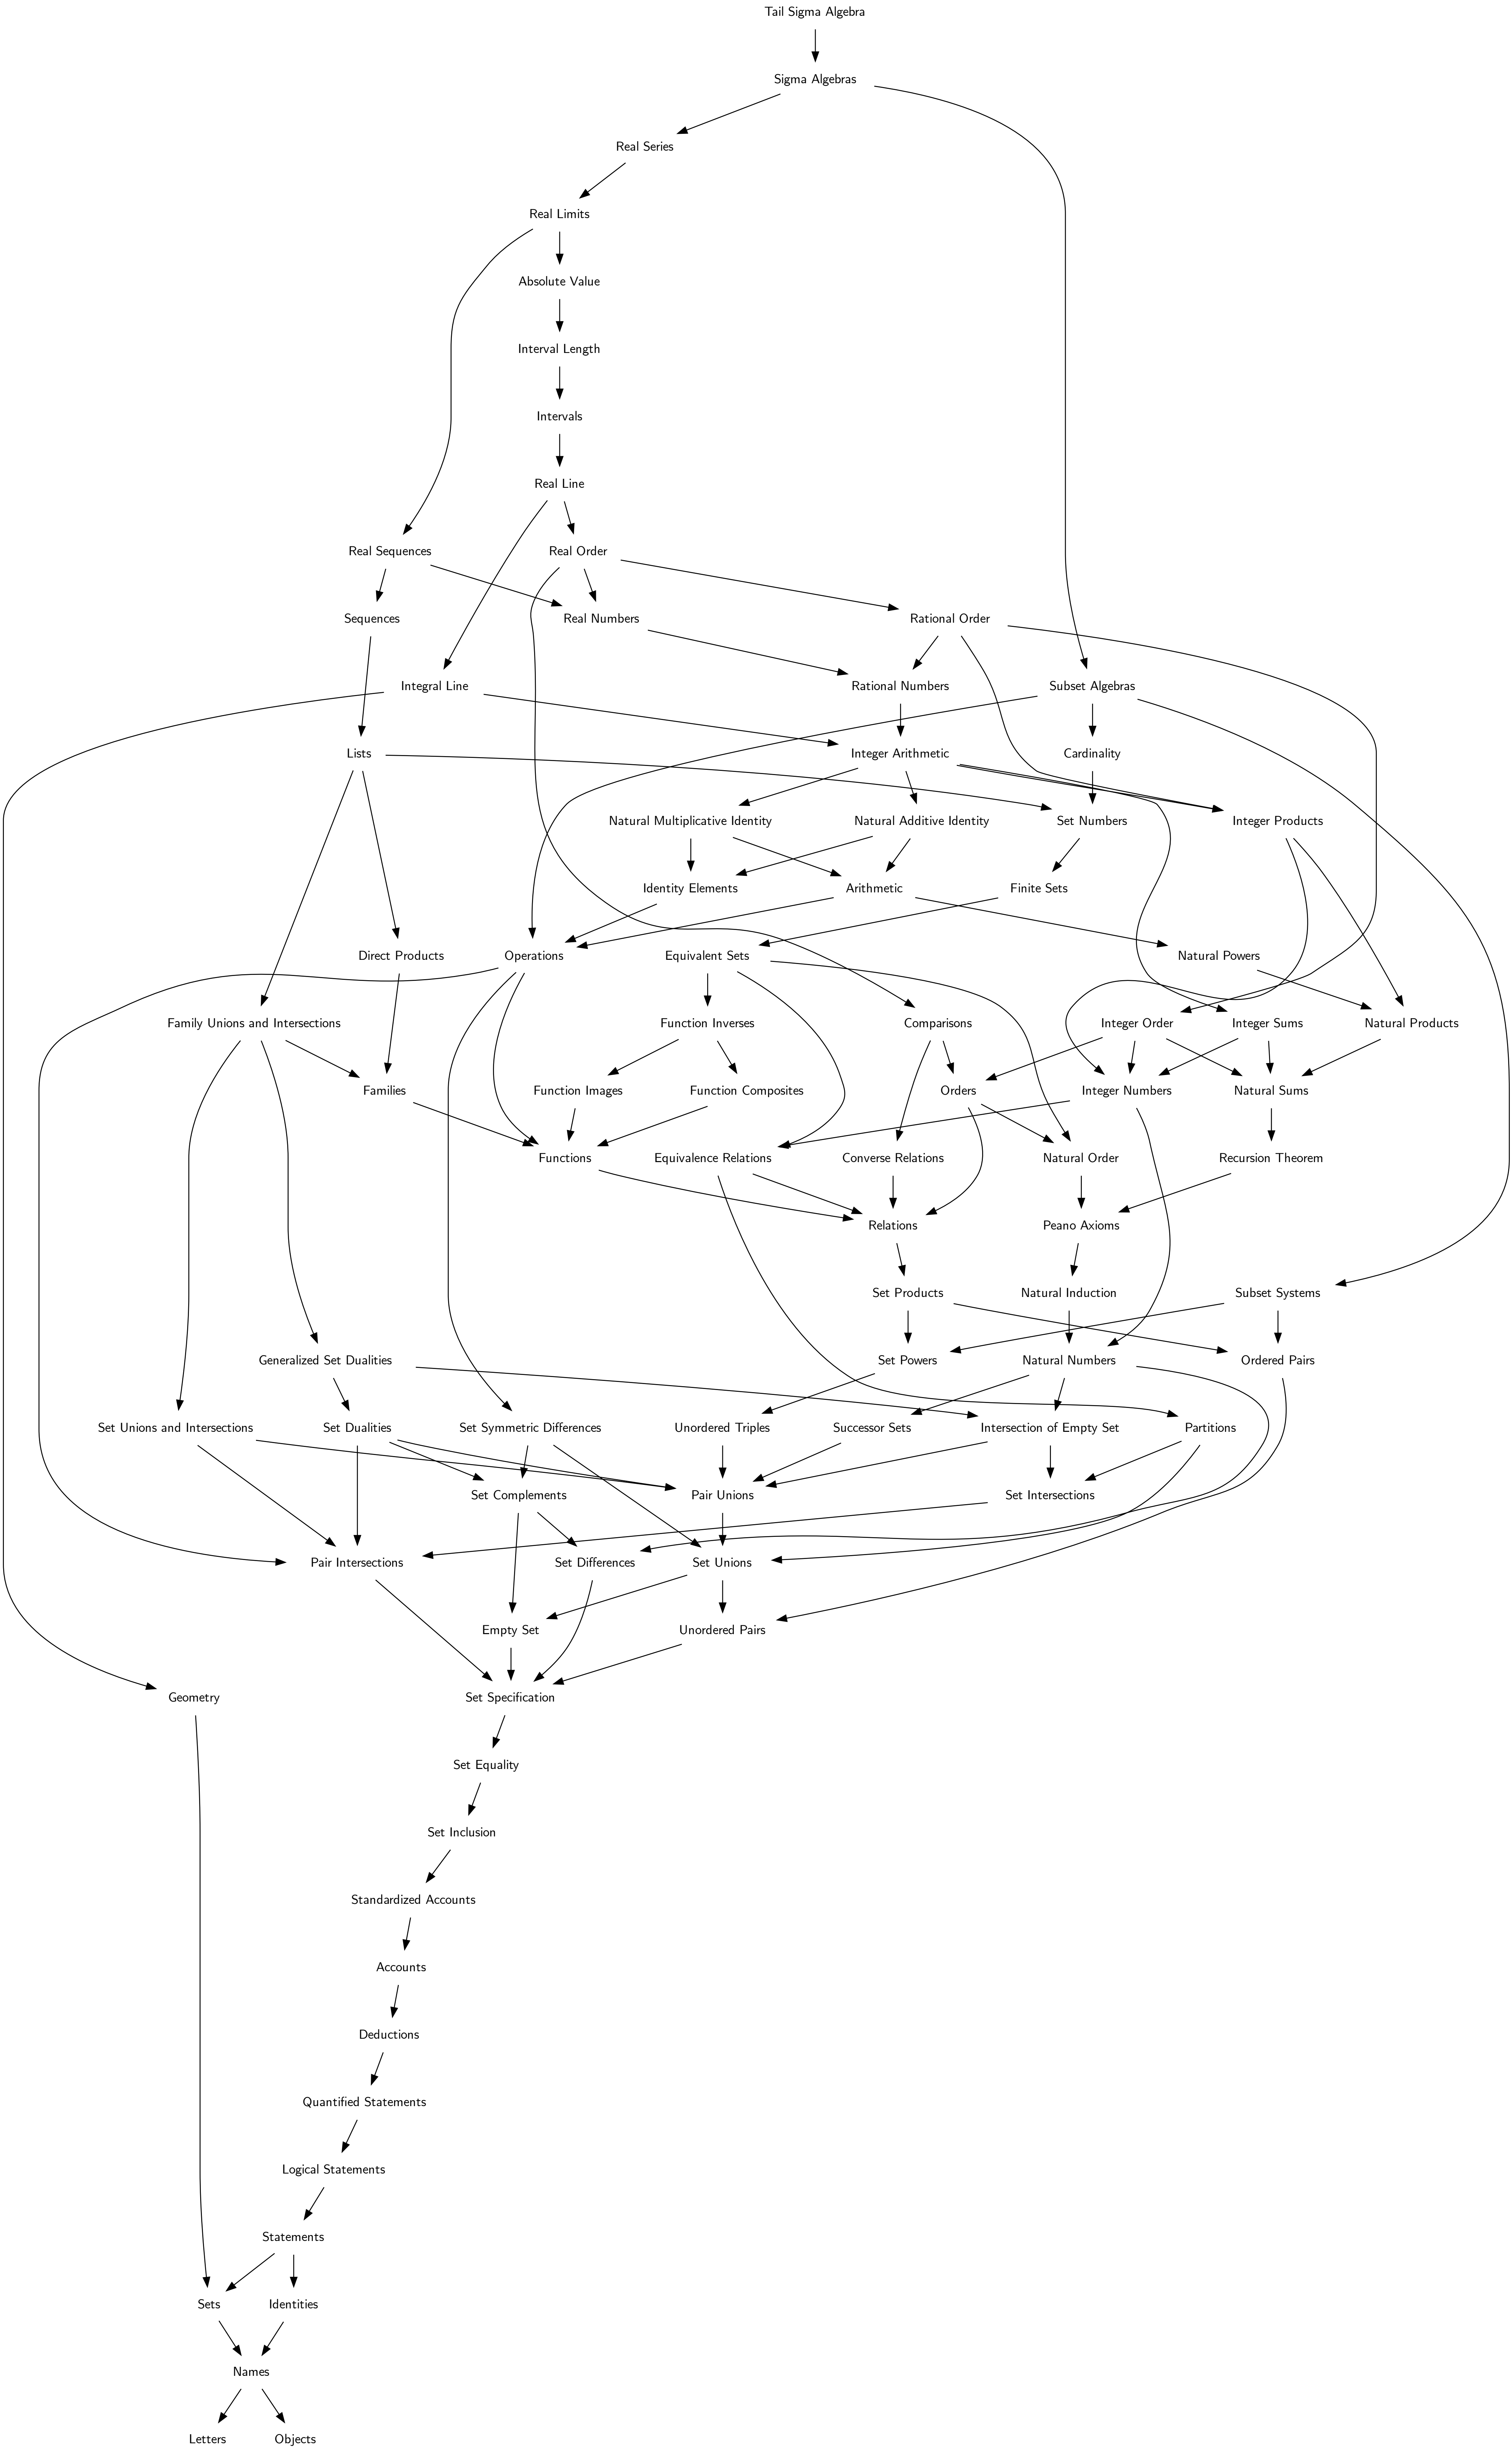 Tail Sigma Algebra
Sigma Algebras
Real Series
Real Limits
Absolute Value
Interval Length
Intervals
Real Line
Real Sequences
Real Order
Sequences
Real Numbers
Rational Order
Integral Line
Rational Numbers
Subset Algebras
Lists
Integer Arithmetic
Cardinality
Natural Multiplicative Identity
Natural Additive Identity
Set Numbers
Integer Products
Identity Elements
Arithmetic
Finite Sets
Direct Products
Operations
Equivalent Sets
Natural Powers
Family Unions and Intersections
Function Inverses
Comparisons
Integer Order
Integer Sums
Natural Products
Families
Function Images
Function Composites
Orders
Integer Numbers
Natural Sums
Functions
Equivalence Relations
Converse Relations
Natural Order
Recursion Theorem
Relations
Peano Axioms
Set Products
Natural Induction
Subset Systems
Generalized Set Dualities
Set Powers
Natural Numbers
Ordered Pairs
Set Unions and Intersections
Set Dualities
Set Symmetric Differences
Unordered Triples
Successor Sets
Intersection of Empty Set
Partitions
Set Complements
Pair Unions
Set Intersections
Pair Intersections
Set Differences
Set Unions
Empty Set
Unordered Pairs
Geometry
Set Specification
Set Equality
Set Inclusion
Standardized Accounts
Accounts
Deductions
Quantified Statements
Logical Statements
Statements
Sets
Identities
Names
Letters
Objects